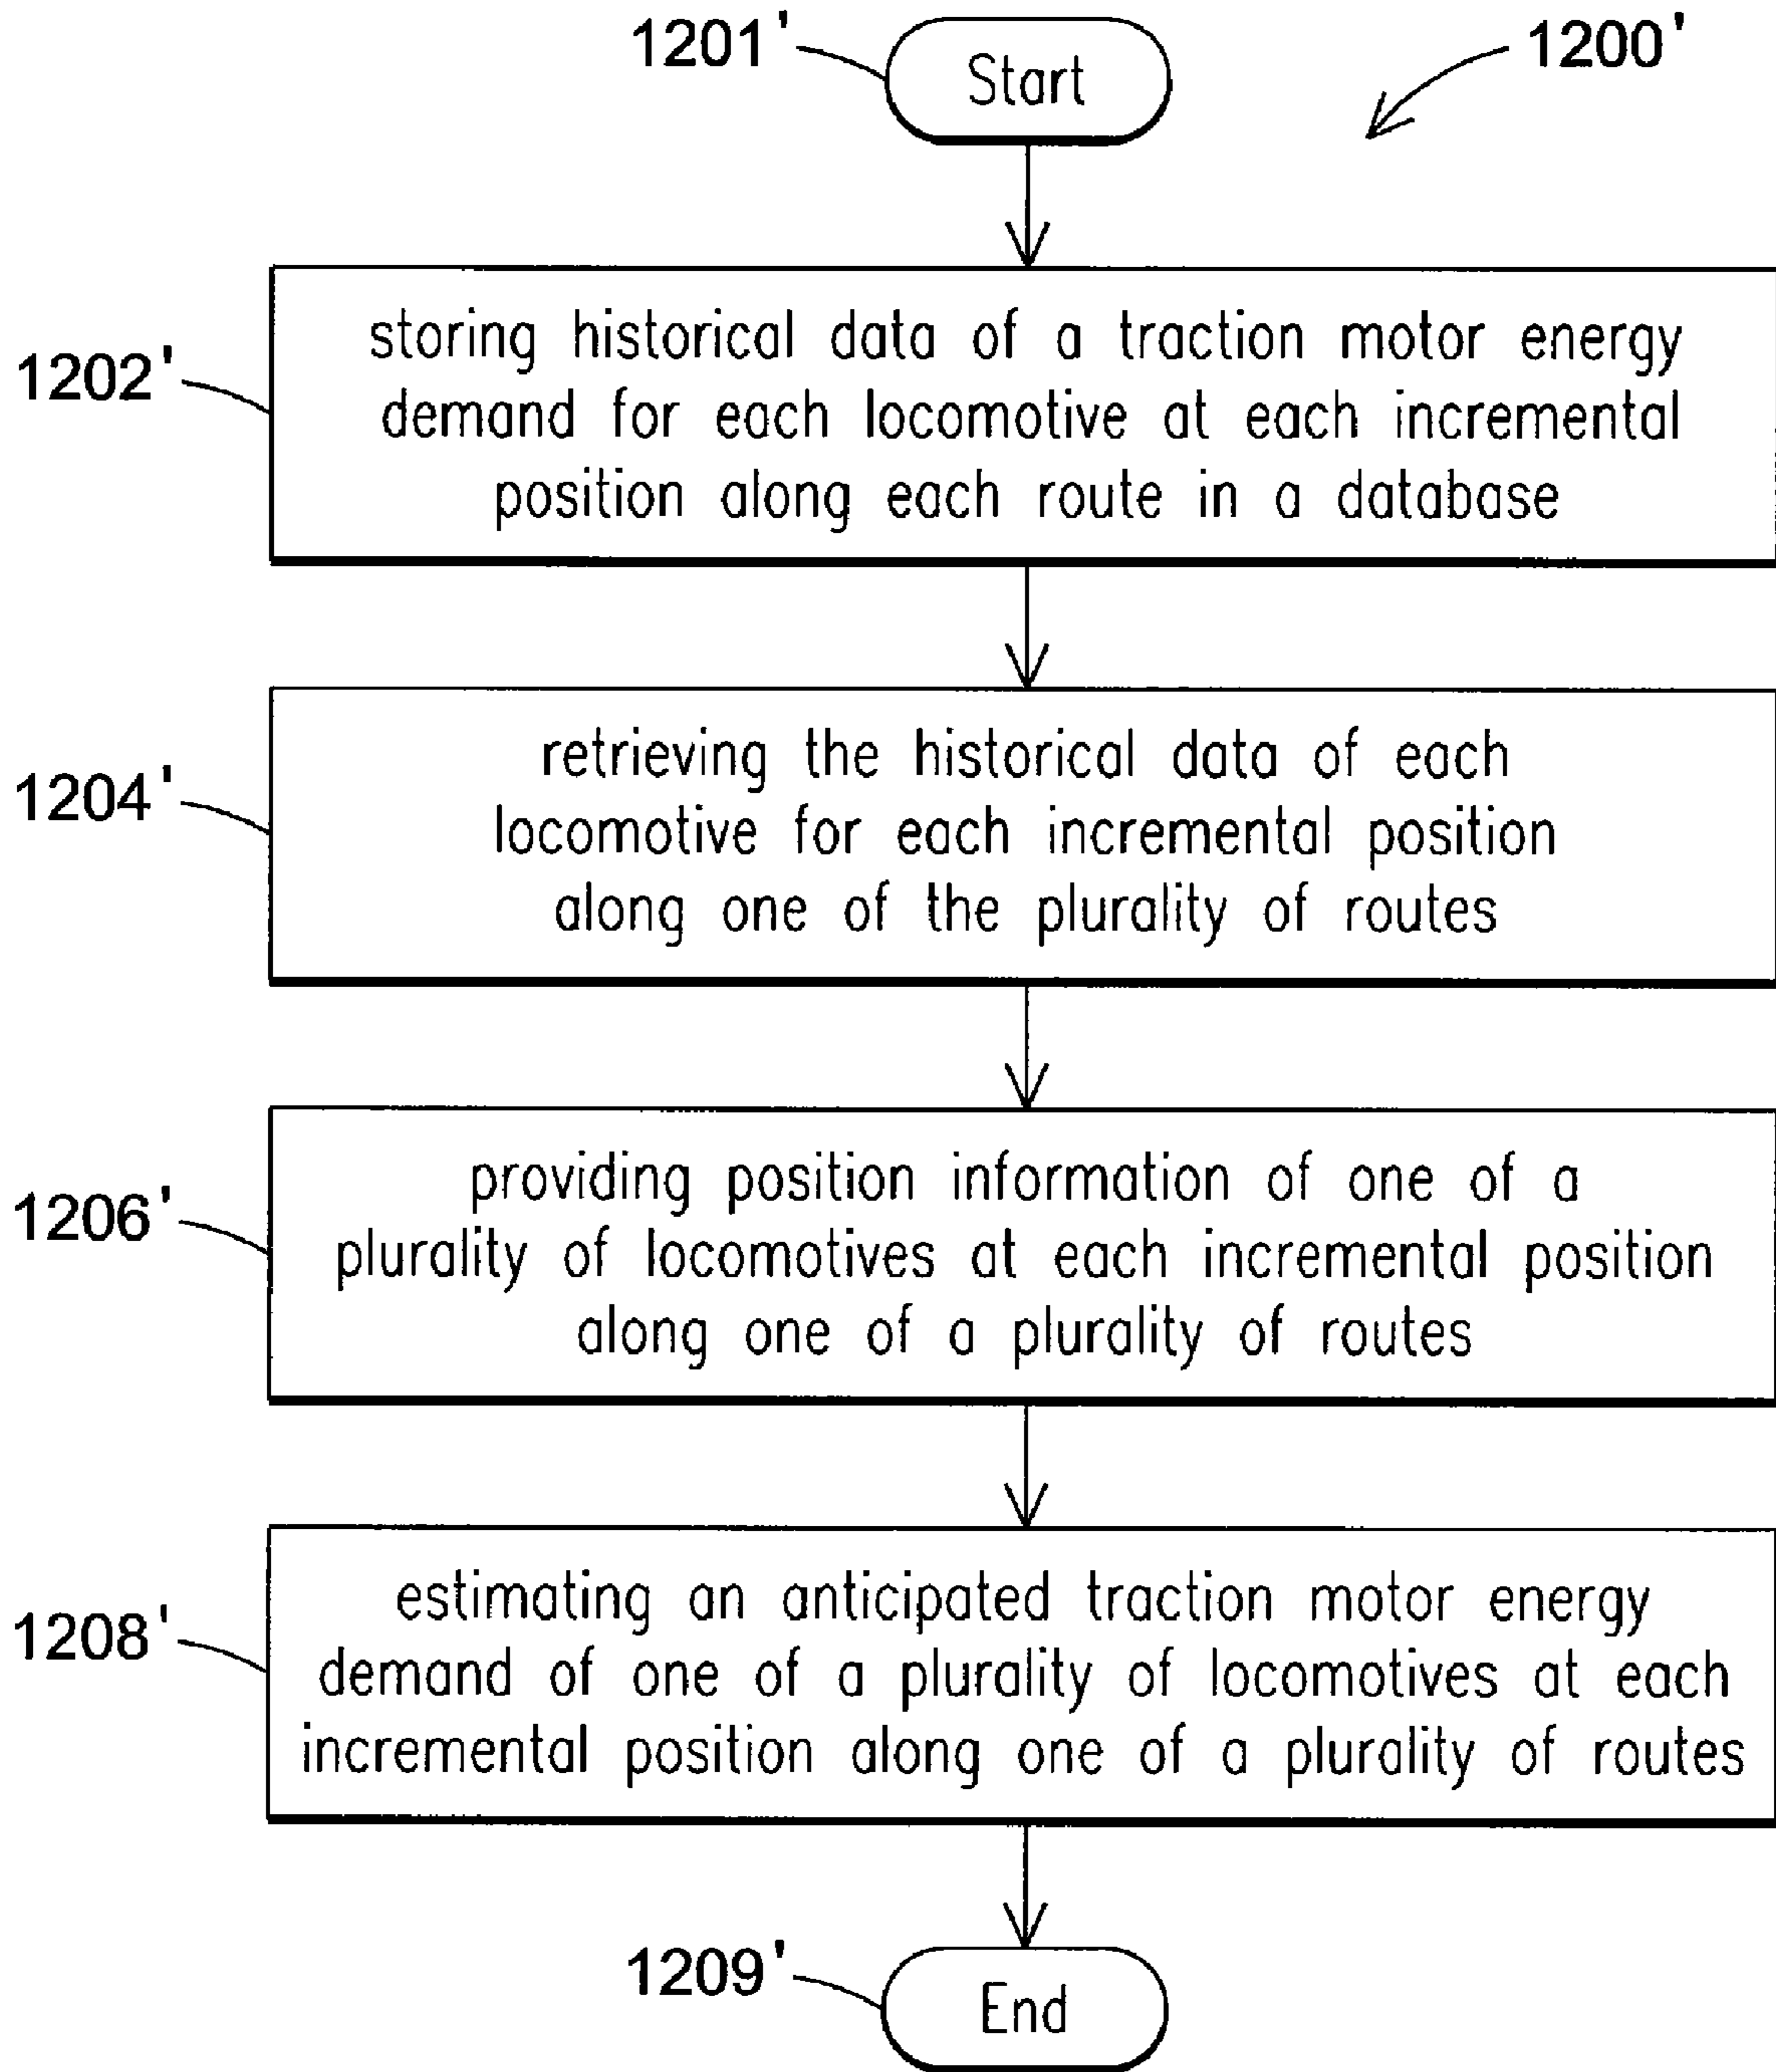 1201'
Start
1200'
1202'
storing historical data of a traction motor energy
demand for each locomotive at each incremental
position along each route in a database
1204'
retrieving the historical data of each
locomotive for each incremental position
along one of the plurality of routes
1206'
providing position information of one of a
plurality of locomotives at each incremental position
along one of a plurality of routes
1208'
estimating an anticipated traction motor energy
demand of one of a plurality of locomotives at each
incremental position along one of a plurality of routes
1209'
End